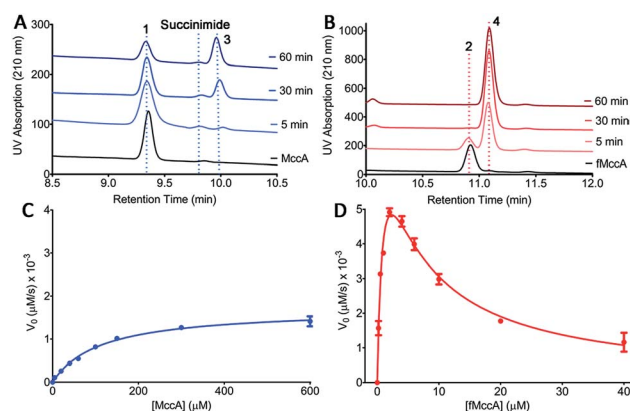 A
1
Succinimide
3
300
200
100
0
UV Absorption (210 nm)
60 min
30 min
5 min
MccA
8.5 9.0 9.5 10.0 10.5
Retention Time (min)
B
2
4
1000
800
600
400
200
0
UV Absorption (210 nm)
60 min
30 min
5 min
fMccA
10.0 10.5 11.0 11.5 12.0
Retention Time (min)
C
4
3
2
1
0
V0 (μM/s) x 10-3
0 200 400 600
[MccA] (μM)
D
5
4
3
2
1
0
V0 (μM/s) x 10-3
0 10 20 30 40
[fMccA] (μM)